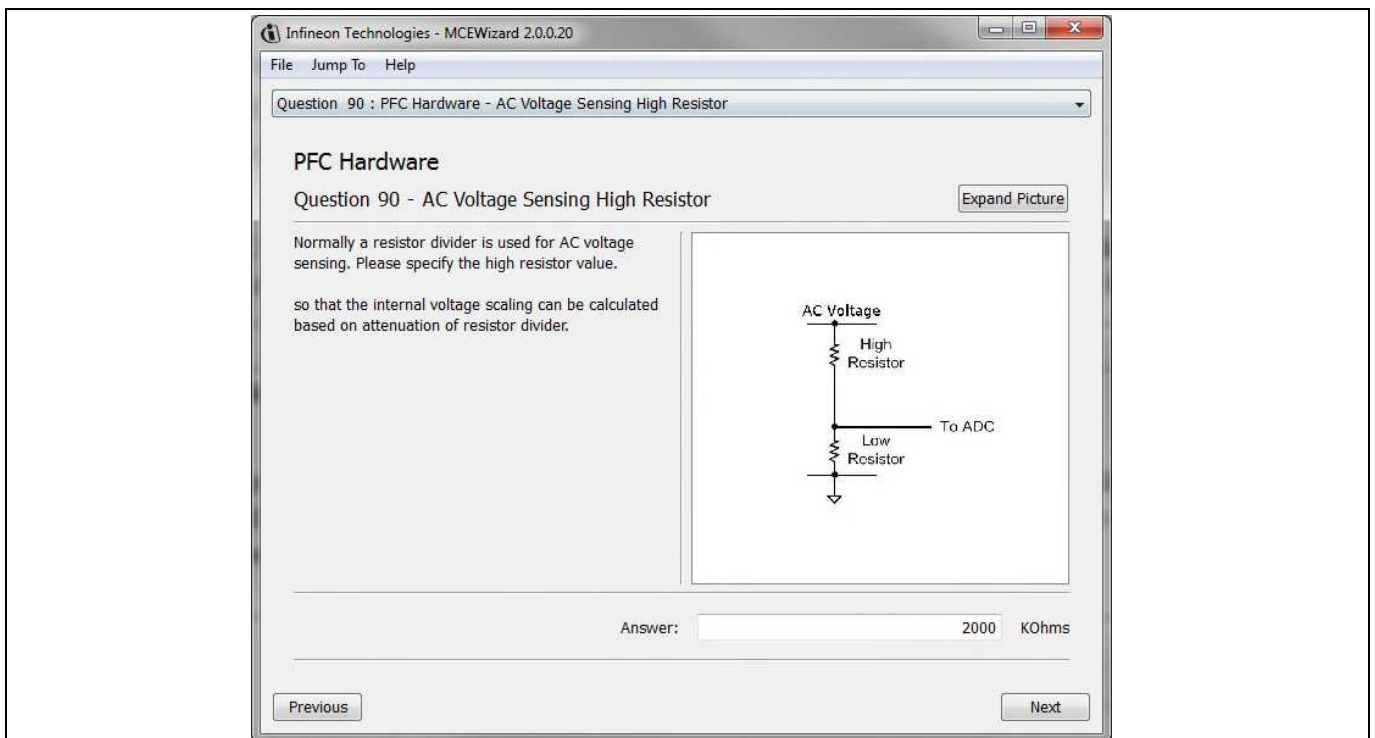 Infineon Technologies - MCEWizard 2.0.0.20
File Jump To Help
Question 90 : PFC Hardware - AC Voltage Sensing High Resistor
PFC Hardware
Question 90 - AC Voltage Sensing High Resistor
Expand Picture
Normally a resistor divider is used for AC voltage
sensing. Please specify the high resistor value.
so that the internal voltage scaling can be calculated
based on attenuation of resistor divider.
AC Voltage
High
Resistor
To ADC
Low
Resistor
Answer: 2000 KOhms
Previous Next